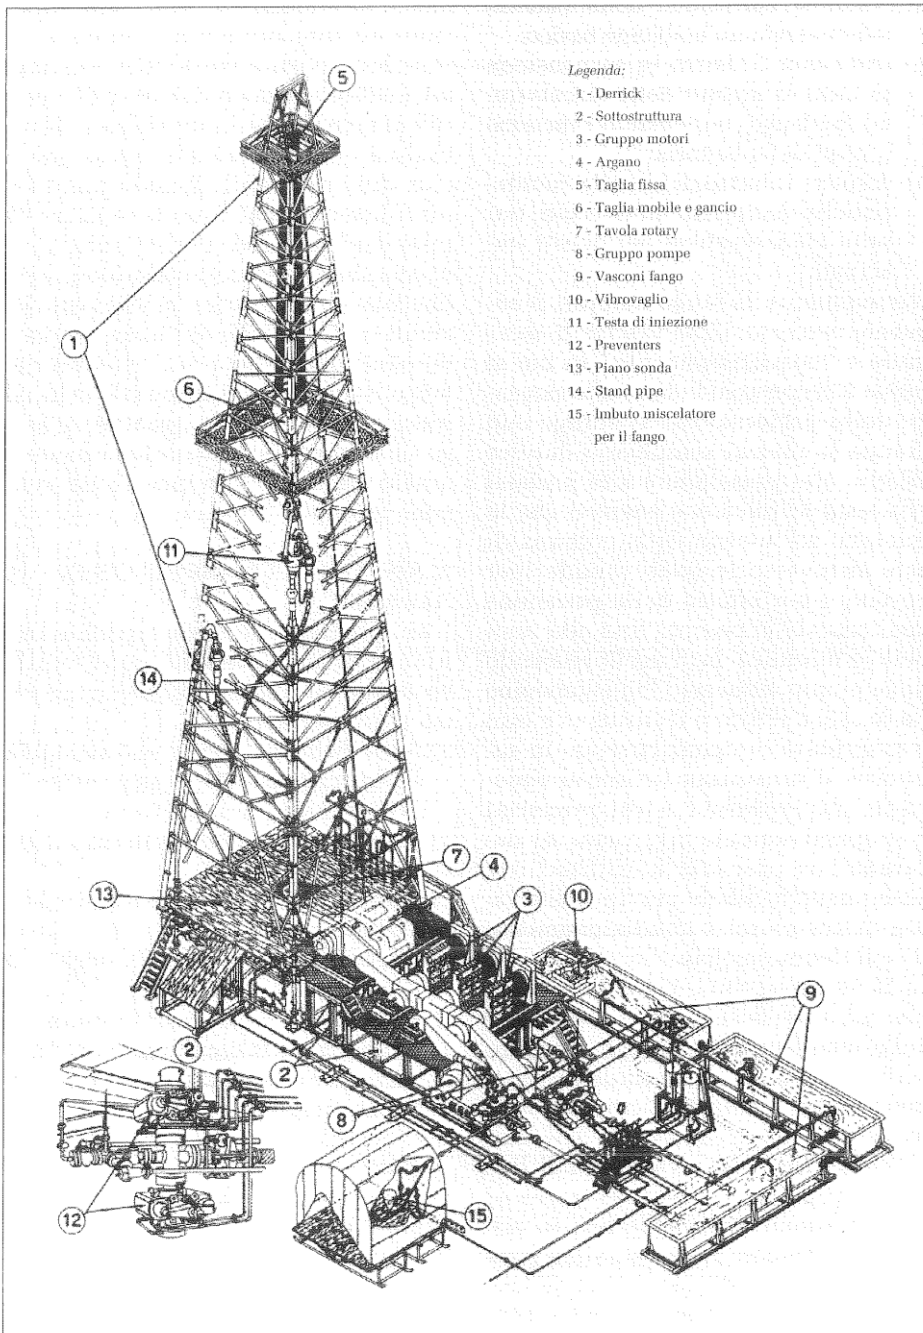 Legenda:
1 - Derrick
2 - Sottostruttura
3 - Gruppo motori
4 - Argano
5 - Taglia fissa
6 - Taglia mobile e gancio
7 - Tavola rotary
8 - Gruppo pompe
9 - Vasconi fango
10 - Vibrovaglio
11 - Testa di iniezione
12 - Preventers
13 - Piano sonda
14 - Stand pipe
15 - Imbuto miscelatore
per il fango
5
1
6
11
14
7
4
13
3
10
9
2
2
8
12
15